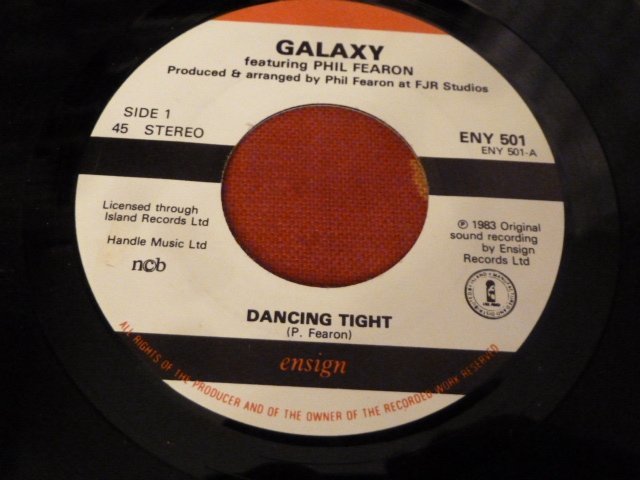 GALAXY
featuring PHIL FEARON
Produced & arranged by Phil Fearon at FJR Studios
SIDE 1
45 STEREO
ENY 501
ENY 501-A
Licensed through
Island Records Ltd
Handle Music Ltd
ncb
℗ 1983 Original
sound recording
by Ensign
Records Ltd
DANCING TIGHT
(P. Fearon)
ensign
ALL RIGHTS OF THE PRODUCER AND OF THE OWNER OF THE RECORDED WORK RESERVED